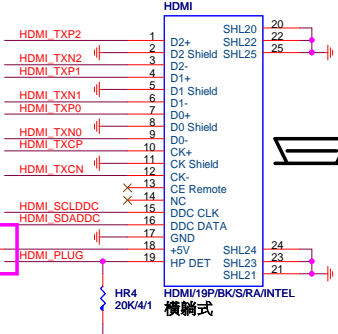 HDMI
HDMI_TXP2 1 D2+ SHL20 20
2 D2 Shield SHL22 22
HDMI_TXN2 3 D2- SHL25 25
HDMI_TXP1 4 D1+
5 D1 Shield
HDMI_TXN1 6 D1-
HDMI_TXP0 7 D0+
8 D0 Shield
HDMI_TXN0 9 D0-
HDMI_TXCP 10 CK+
11 CK Shield
HDMI_TXCN 12 CK-
13 CE Remote
14 NC
HDMI_SCLDDC 15 DDC CLK
HDMI_SDADDC 16 DDC DATA
17 GND
18 +5V SHL24 24
HDMI_PLUG 19 HP DET SHL23 23
SHL21 21
HR4 HDMI/19P/BK/S/RA/INTEL
20K/4/1 橫躺式